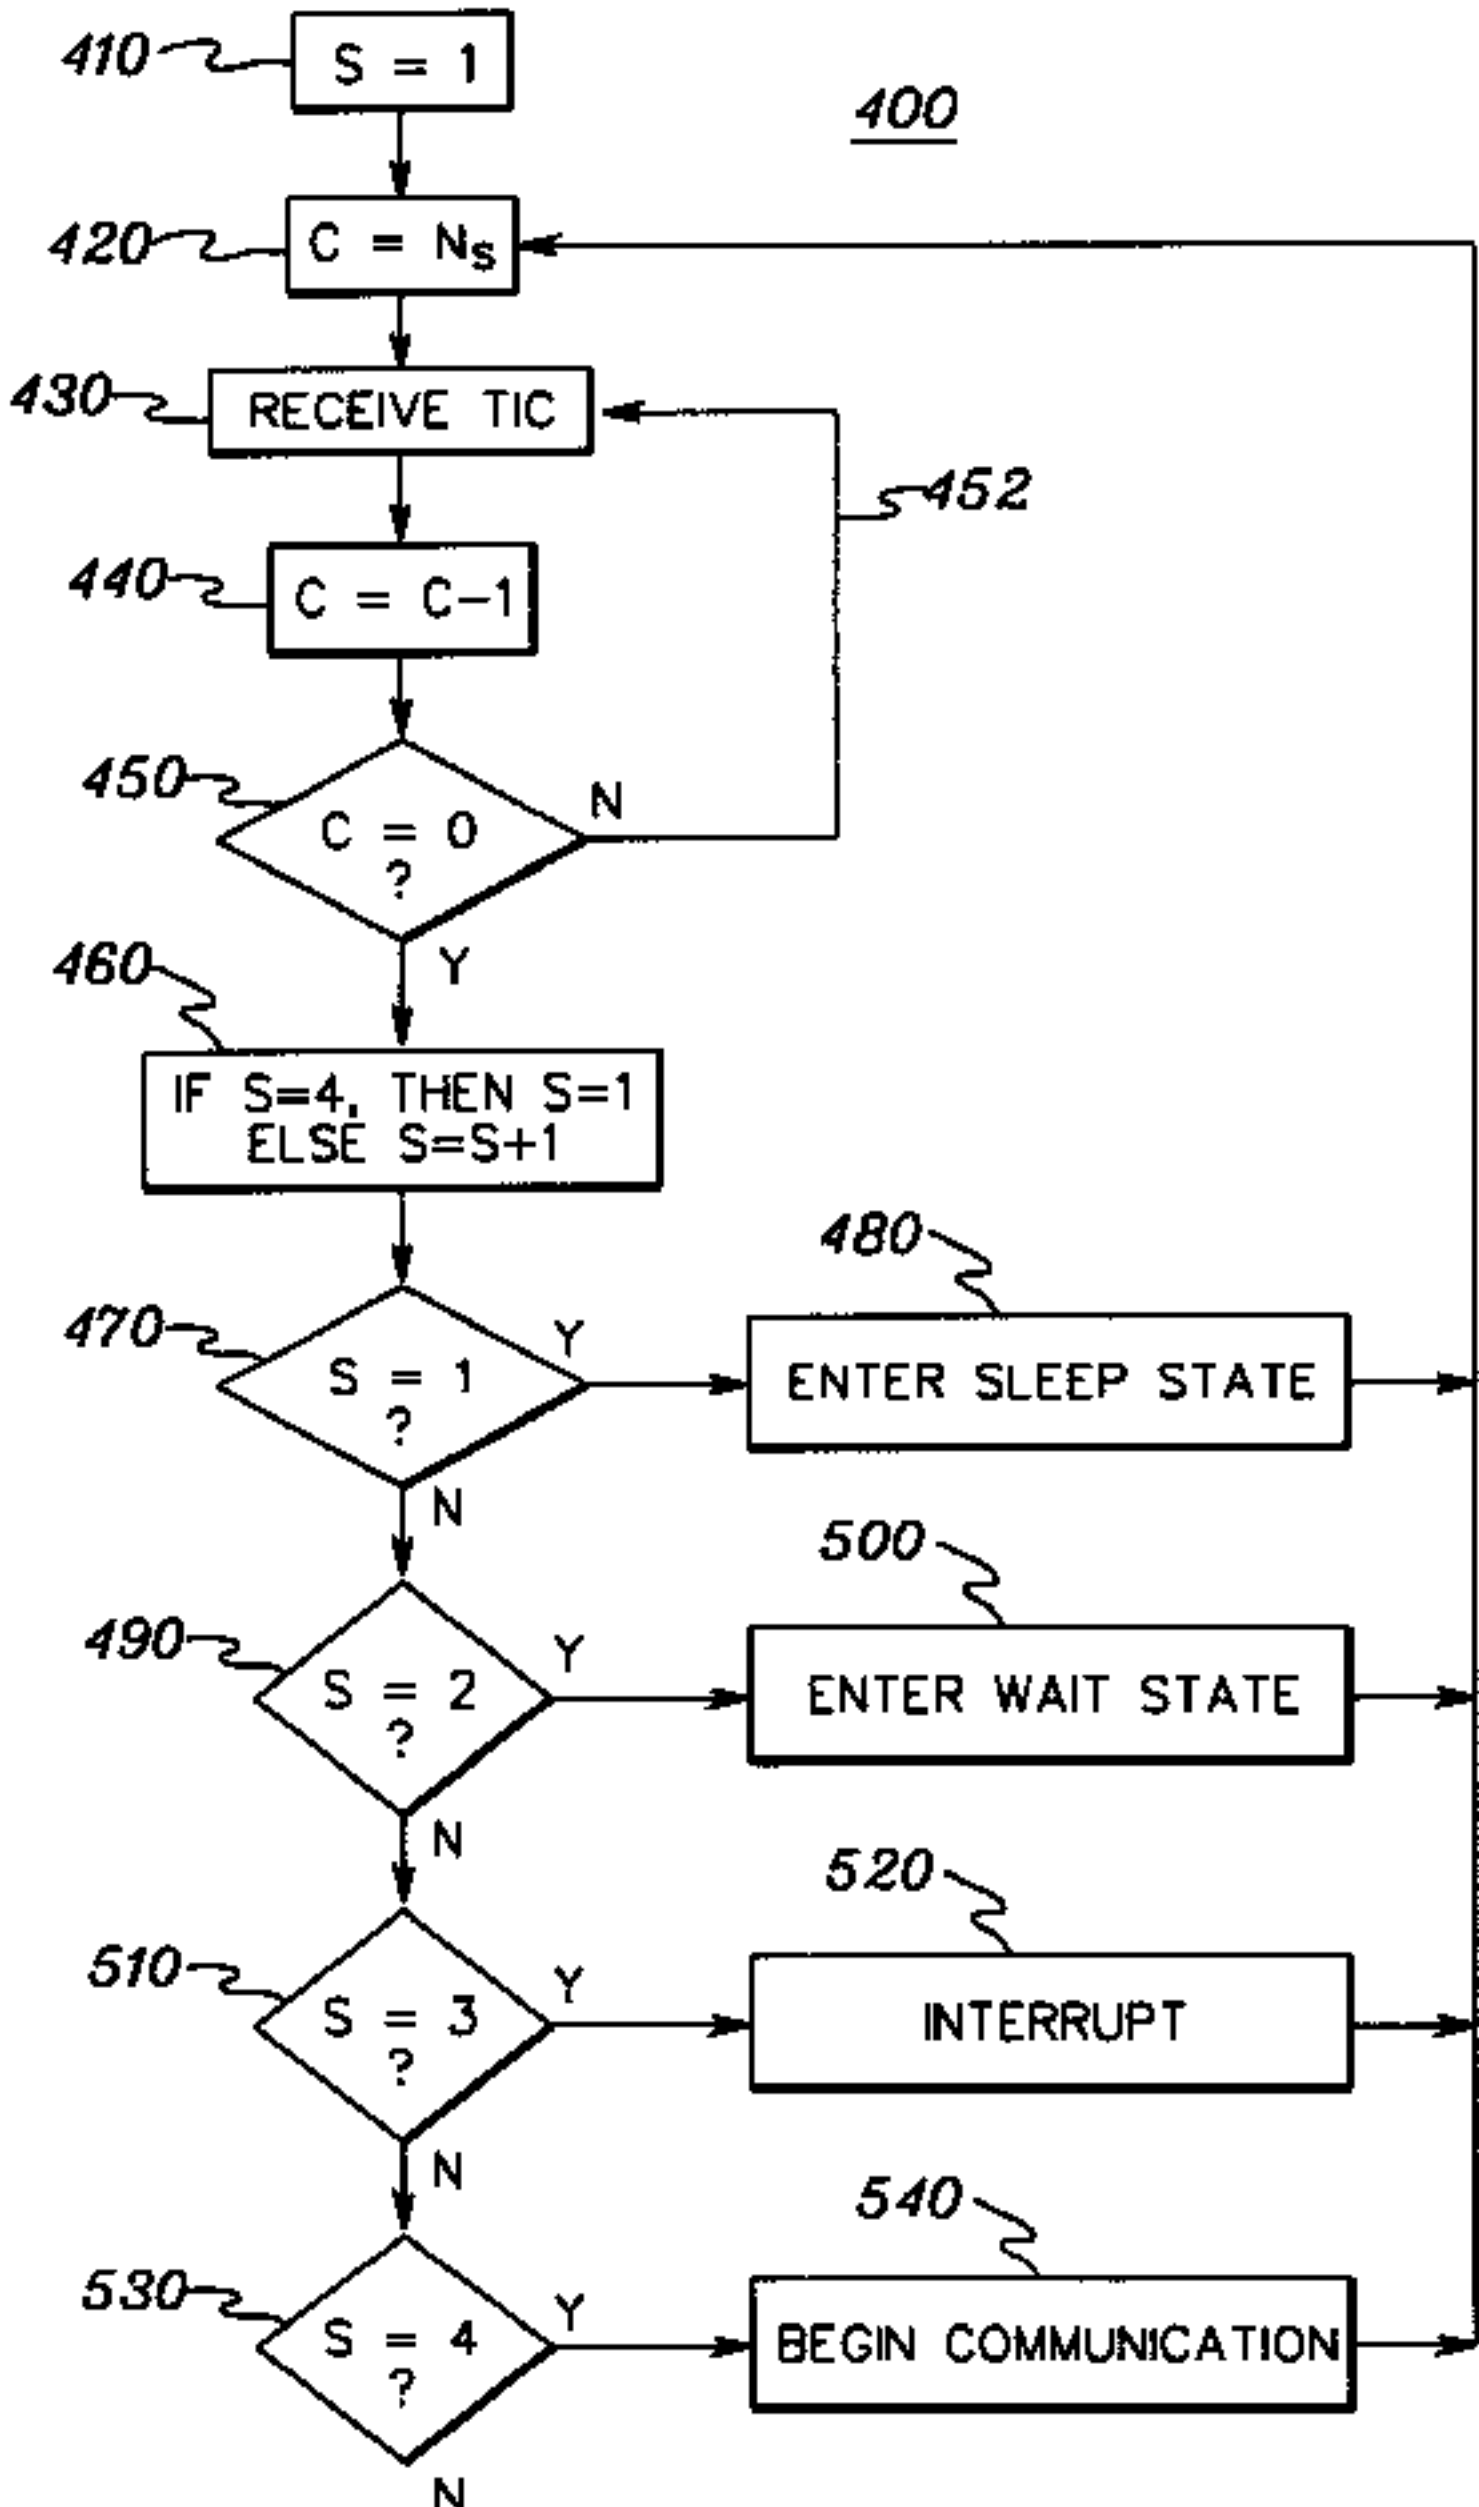 410
S = 1
400
420
C = Ns
430
RECEIVE TIC
452
440
C = C-1
450
C = 0
?
N
Y
460
IF S=4, THEN S=1
ELSE S=S+1
480
470
S = 1
?
Y
ENTER SLEEP STATE
N
500
490
S = 2
?
Y
ENTER WAIT STATE
N
520
510
S = 3
?
Y
INTERRUPT
N
540
530
S = 4
?
Y
BEGIN COMMUNICATION
N